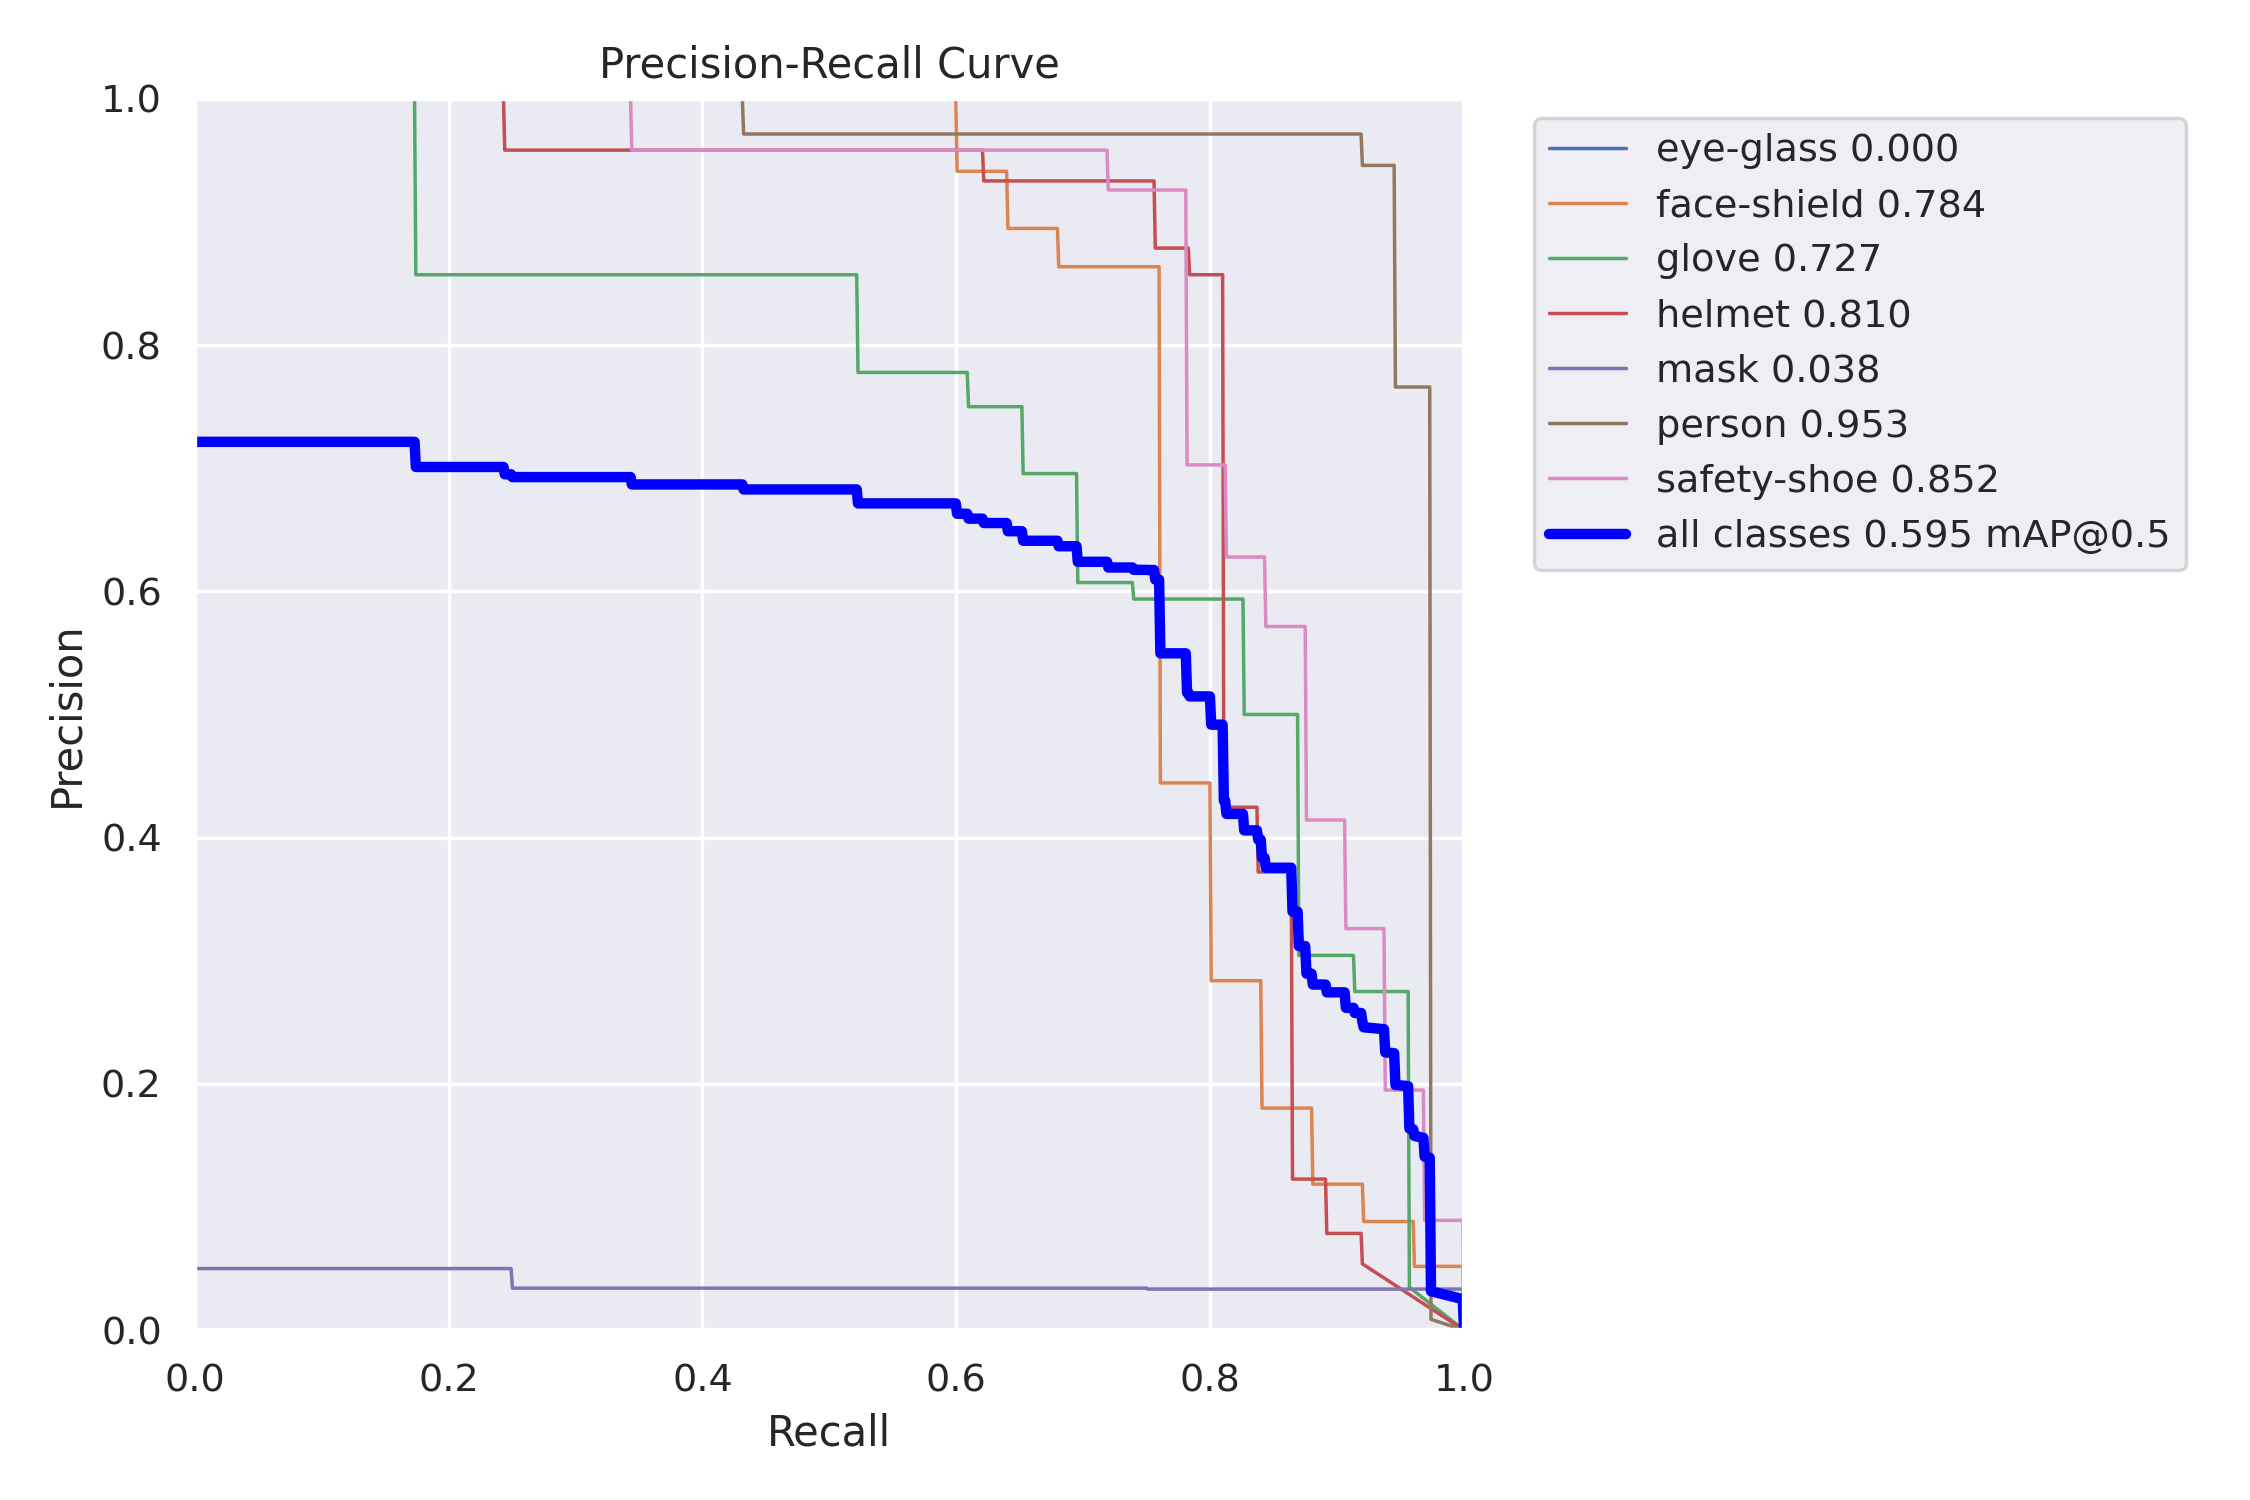 Precision-Recall Curve
1.0
0.8
0.6
0.4
0.2
0.0
Precision
0.0 0.2 0.4 0.6 0.8 1.0
Recall
eye-glass 0.000
face-shield 0.784
glove 0.727
helmet 0.810
mask 0.038
person 0.953
safety-shoe 0.852
all classes 0.595 mAP@0.5